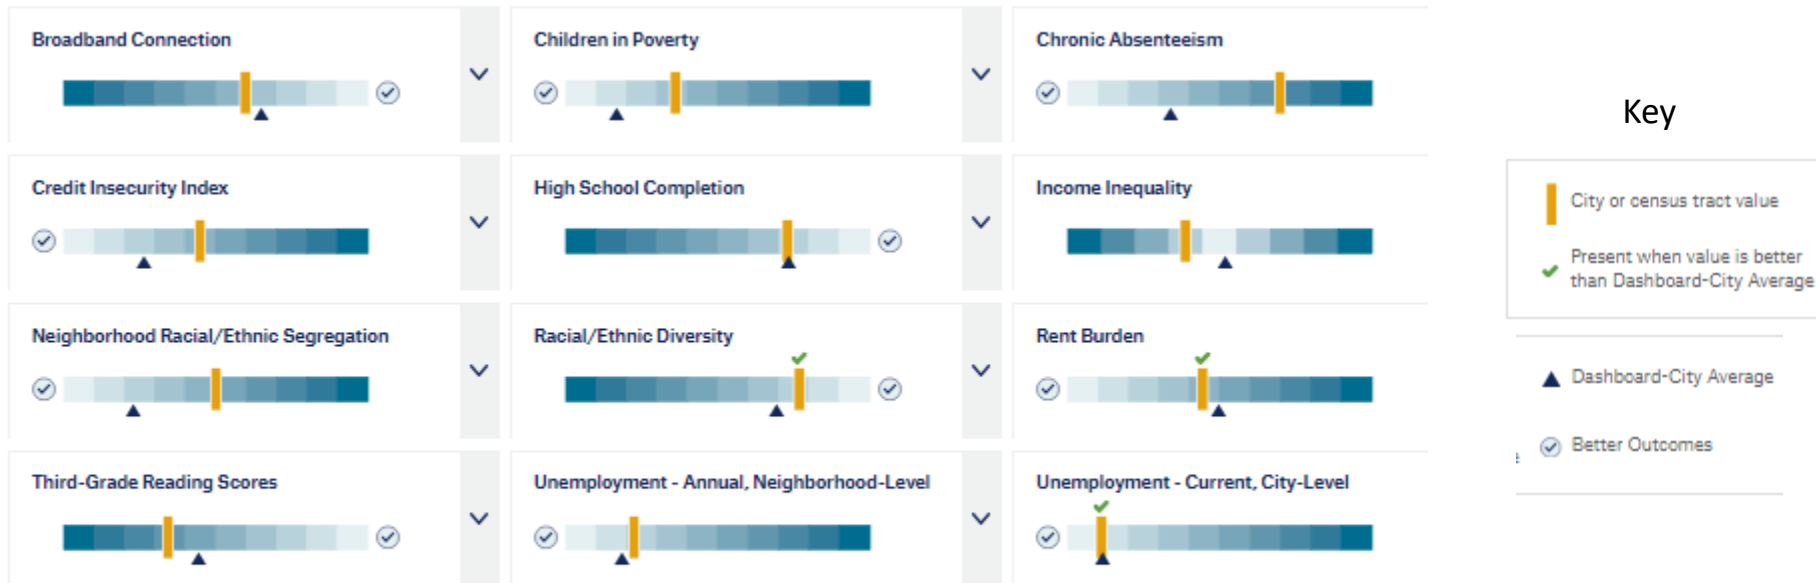 Broadband Connection
Children in Poverty
Chronic Absenteeism
Credit Insecurity Index
High School Completion
Income Inequality
Neighborhood Racial/Ethnic Segregation
Racial/Ethnic Diversity
Rent Burden
Third-Grade Reading Scores
Unemployment - Annual, Neighborhood-Level
Unemployment - Current, City-Level
Key
City or census tract value
Present when value is better
than Dashboard-City Average
Dashboard-City Average
Better Outcomes